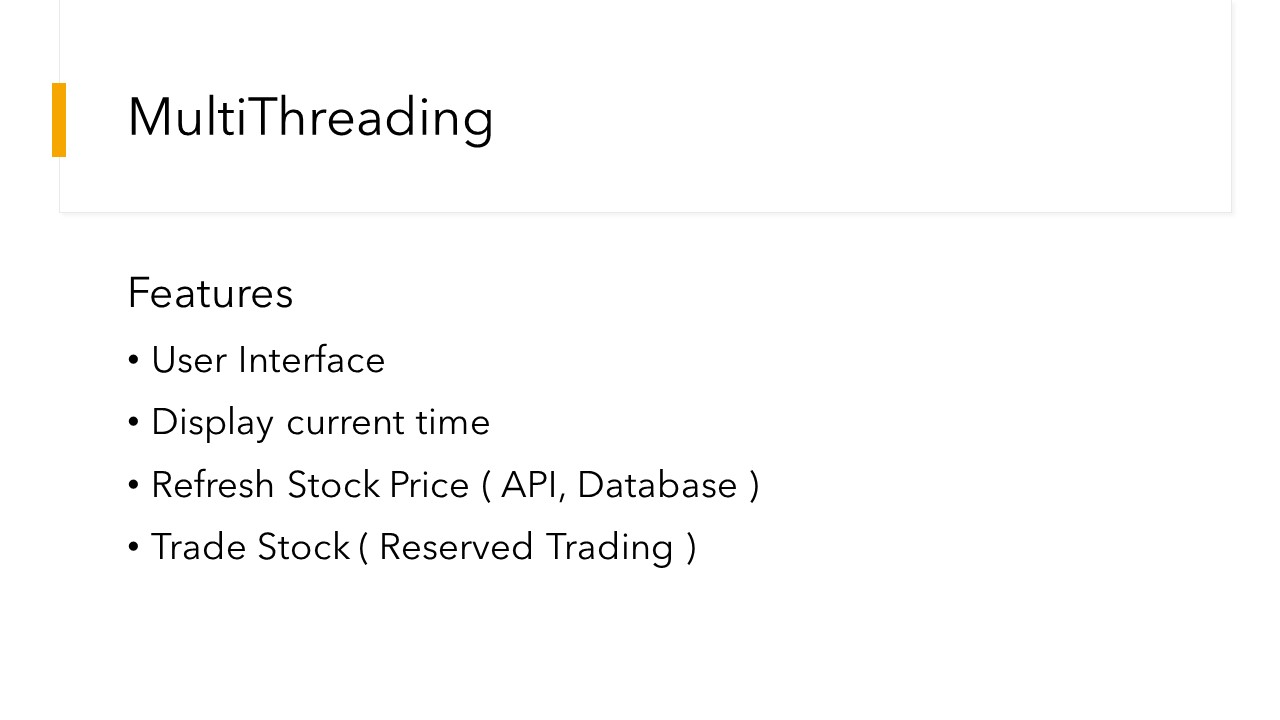 MultiThreading
Features
• User Interface
• Display current time
• Refresh Stock Price ( API, Database )
• Trade Stock ( Reserved Trading )